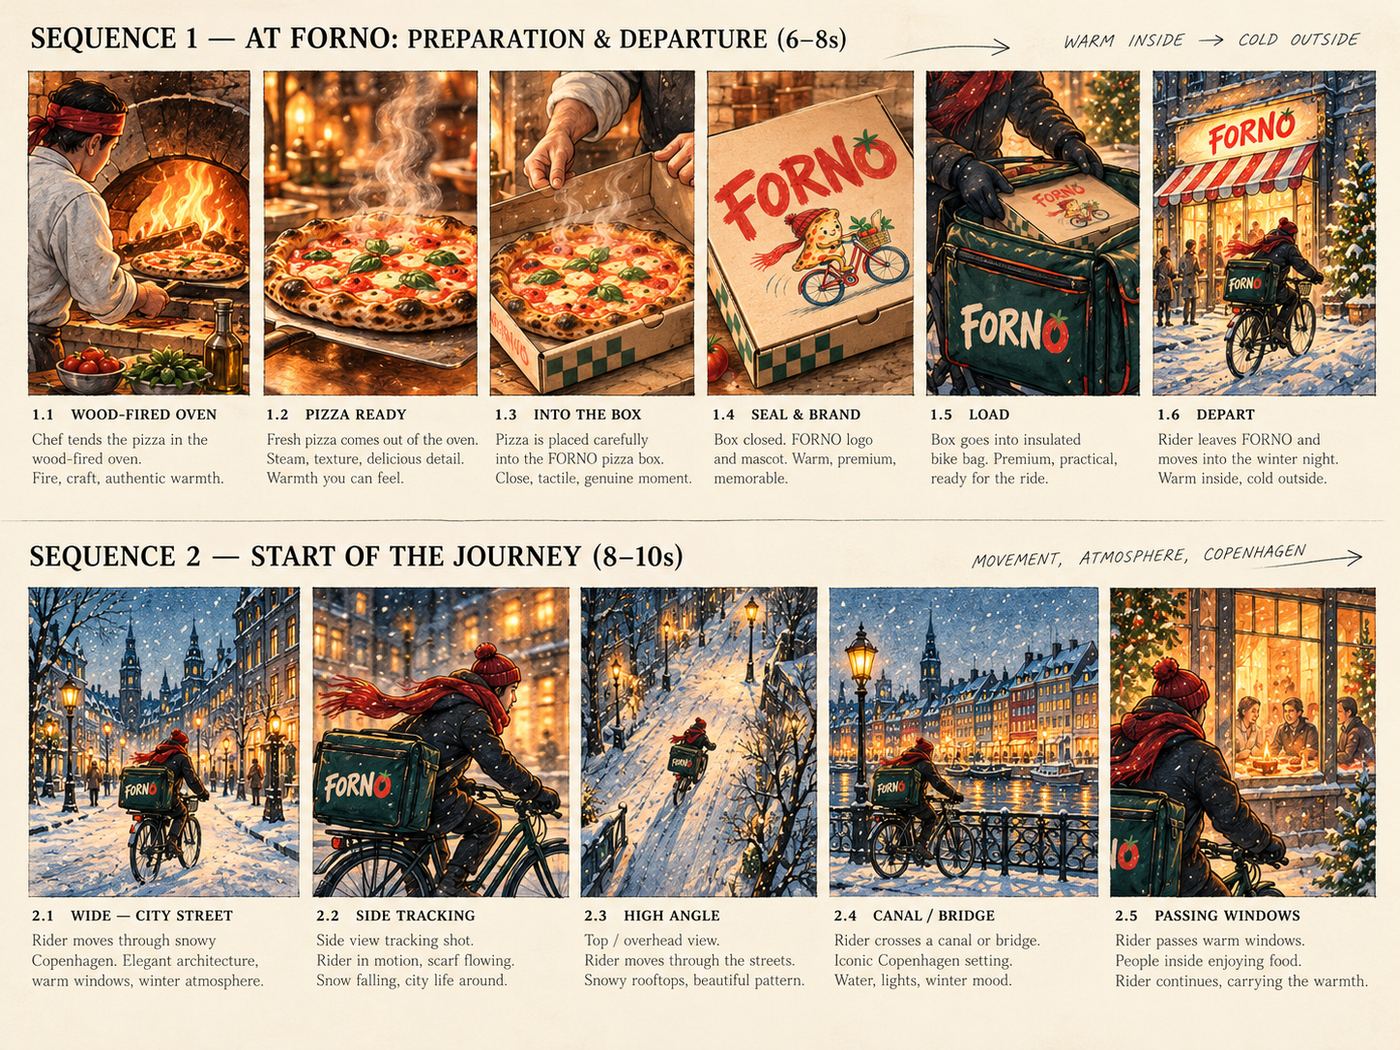 SEQUENCE 1 — AT FORNO: PREPARATION & DEPARTURE (6–8s)
WARM INSIDE → COLD OUTSIDE
FORNO
FORNO
FORNO
FORNO
FORNO
FORNO
1.1 WOOD-FIRED OVEN
Chef tends the pizza in the
wood-fired oven.
Fire, craft, authentic warmth.
1.2 PIZZA READY
Fresh pizza comes out of the oven.
Steam, texture, delicious detail.
Warmth you can feel.
1.3 INTO THE BOX
Pizza is placed carefully
into the FORNO pizza box.
Close, tactile, genuine moment.
1.4 SEAL & BRAND
Box closed. FORNO logo
and mascot. Warm, premium,
memorable.
1.5 LOAD
Box goes into insulated
bike bag. Premium, practical,
ready for the ride.
1.6 DEPART
Rider leaves FORNO and
moves into the winter night.
Warm inside, cold outside.
SEQUENCE 2 — START OF THE JOURNEY (8–10s)
MOVEMENT, ATMOSPHERE, COPENHAGEN
FORNO
FORNO
FORNO
FORNO
NO
2.1 WIDE — CITY STREET
Rider moves through snowy
Copenhagen. Elegant architecture,
warm windows, winter atmosphere.
2.2 SIDE TRACKING
Side view tracking shot.
Rider in motion, scarf flowing.
Snow falling, city life around.
2.3 HIGH ANGLE
Top / overhead view.
Rider moves through the streets.
Snowy rooftops, beautiful pattern.
2.4 CANAL / BRIDGE
Rider crosses a canal or bridge.
Iconic Copenhagen setting.
Water, lights, winter mood.
2.5 PASSING WINDOWS
Rider passes warm windows.
People inside enjoying food.
Rider continues, carrying the warmth.